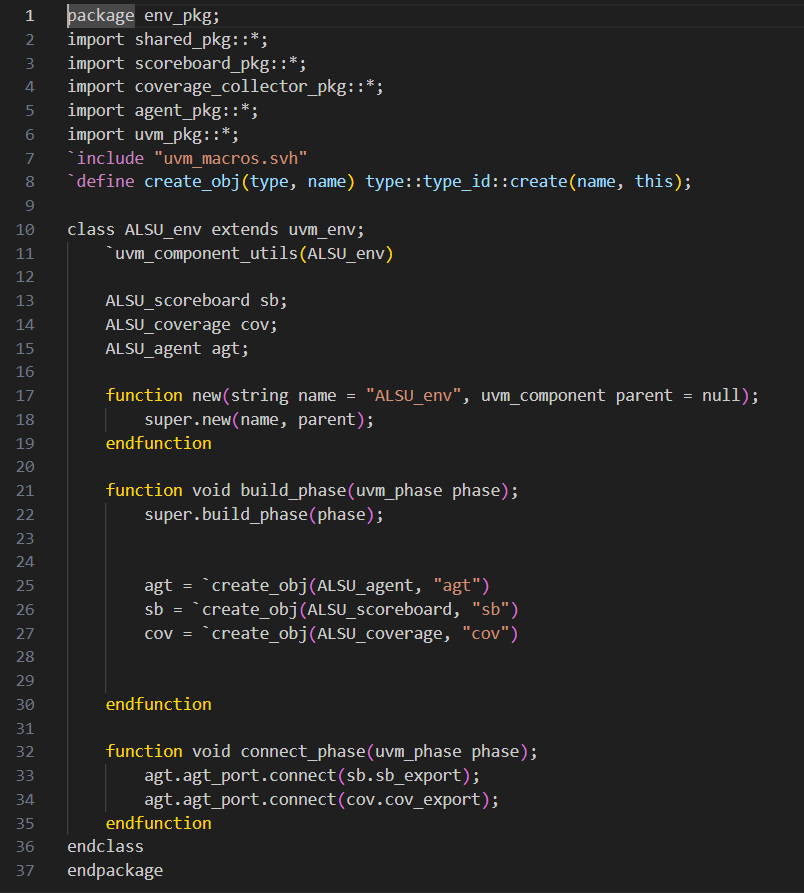 1 package env_pkg;
2 import shared_pkg::*;
3 import scoreboard_pkg::*;
4 import coverage_collector_pkg::*;
5 import agent_pkg::*;
6 import uvm_pkg::*;
7 `include "uvm_macros.svh"
8 `define create_obj(type, name) type::type_id::create(name, this);
9
10 class ALSU_env extends uvm_env;
11     `uvm_component_utils(ALSU_env)
12
13     ALSU_scoreboard sb;
14     ALSU_coverage cov;
15     ALSU_agent agt;
16
17     function new(string name = "ALSU_env", uvm_component parent = null);
18         super.new(name, parent);
19     endfunction
20
21     function void build_phase(uvm_phase phase);
22         super.build_phase(phase);
23
24
25         agt = `create_obj(ALSU_agent, "agt")
26         sb = `create_obj(ALSU_scoreboard, "sb")
27         cov = `create_obj(ALSU_coverage, "cov")
28
29
30     endfunction
31
32     function void connect_phase(uvm_phase phase);
33         agt.agt_port.connect(sb.sb_export);
34         agt.agt_port.connect(cov.cov_export);
35     endfunction
36 endclass
37 endpackage